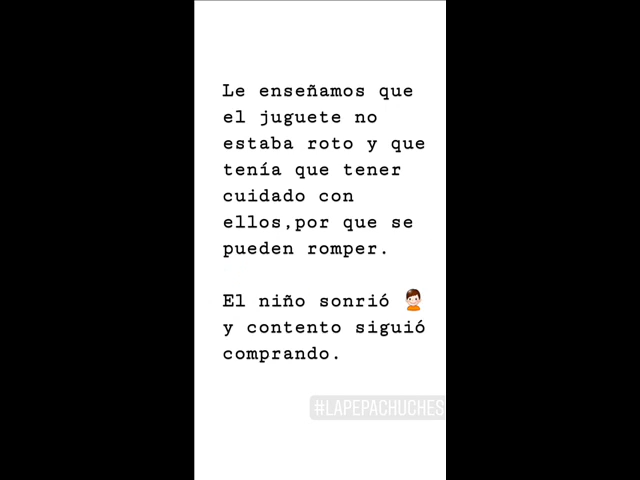 Le enseñamos que
el juguete no
estaba roto y que
tenía que tener
cuidado con
ellos,por que se
pueden romper.
El niño sonrió 👦🏻
y contento siguió
comprando.
#LAPEPACHUCHES